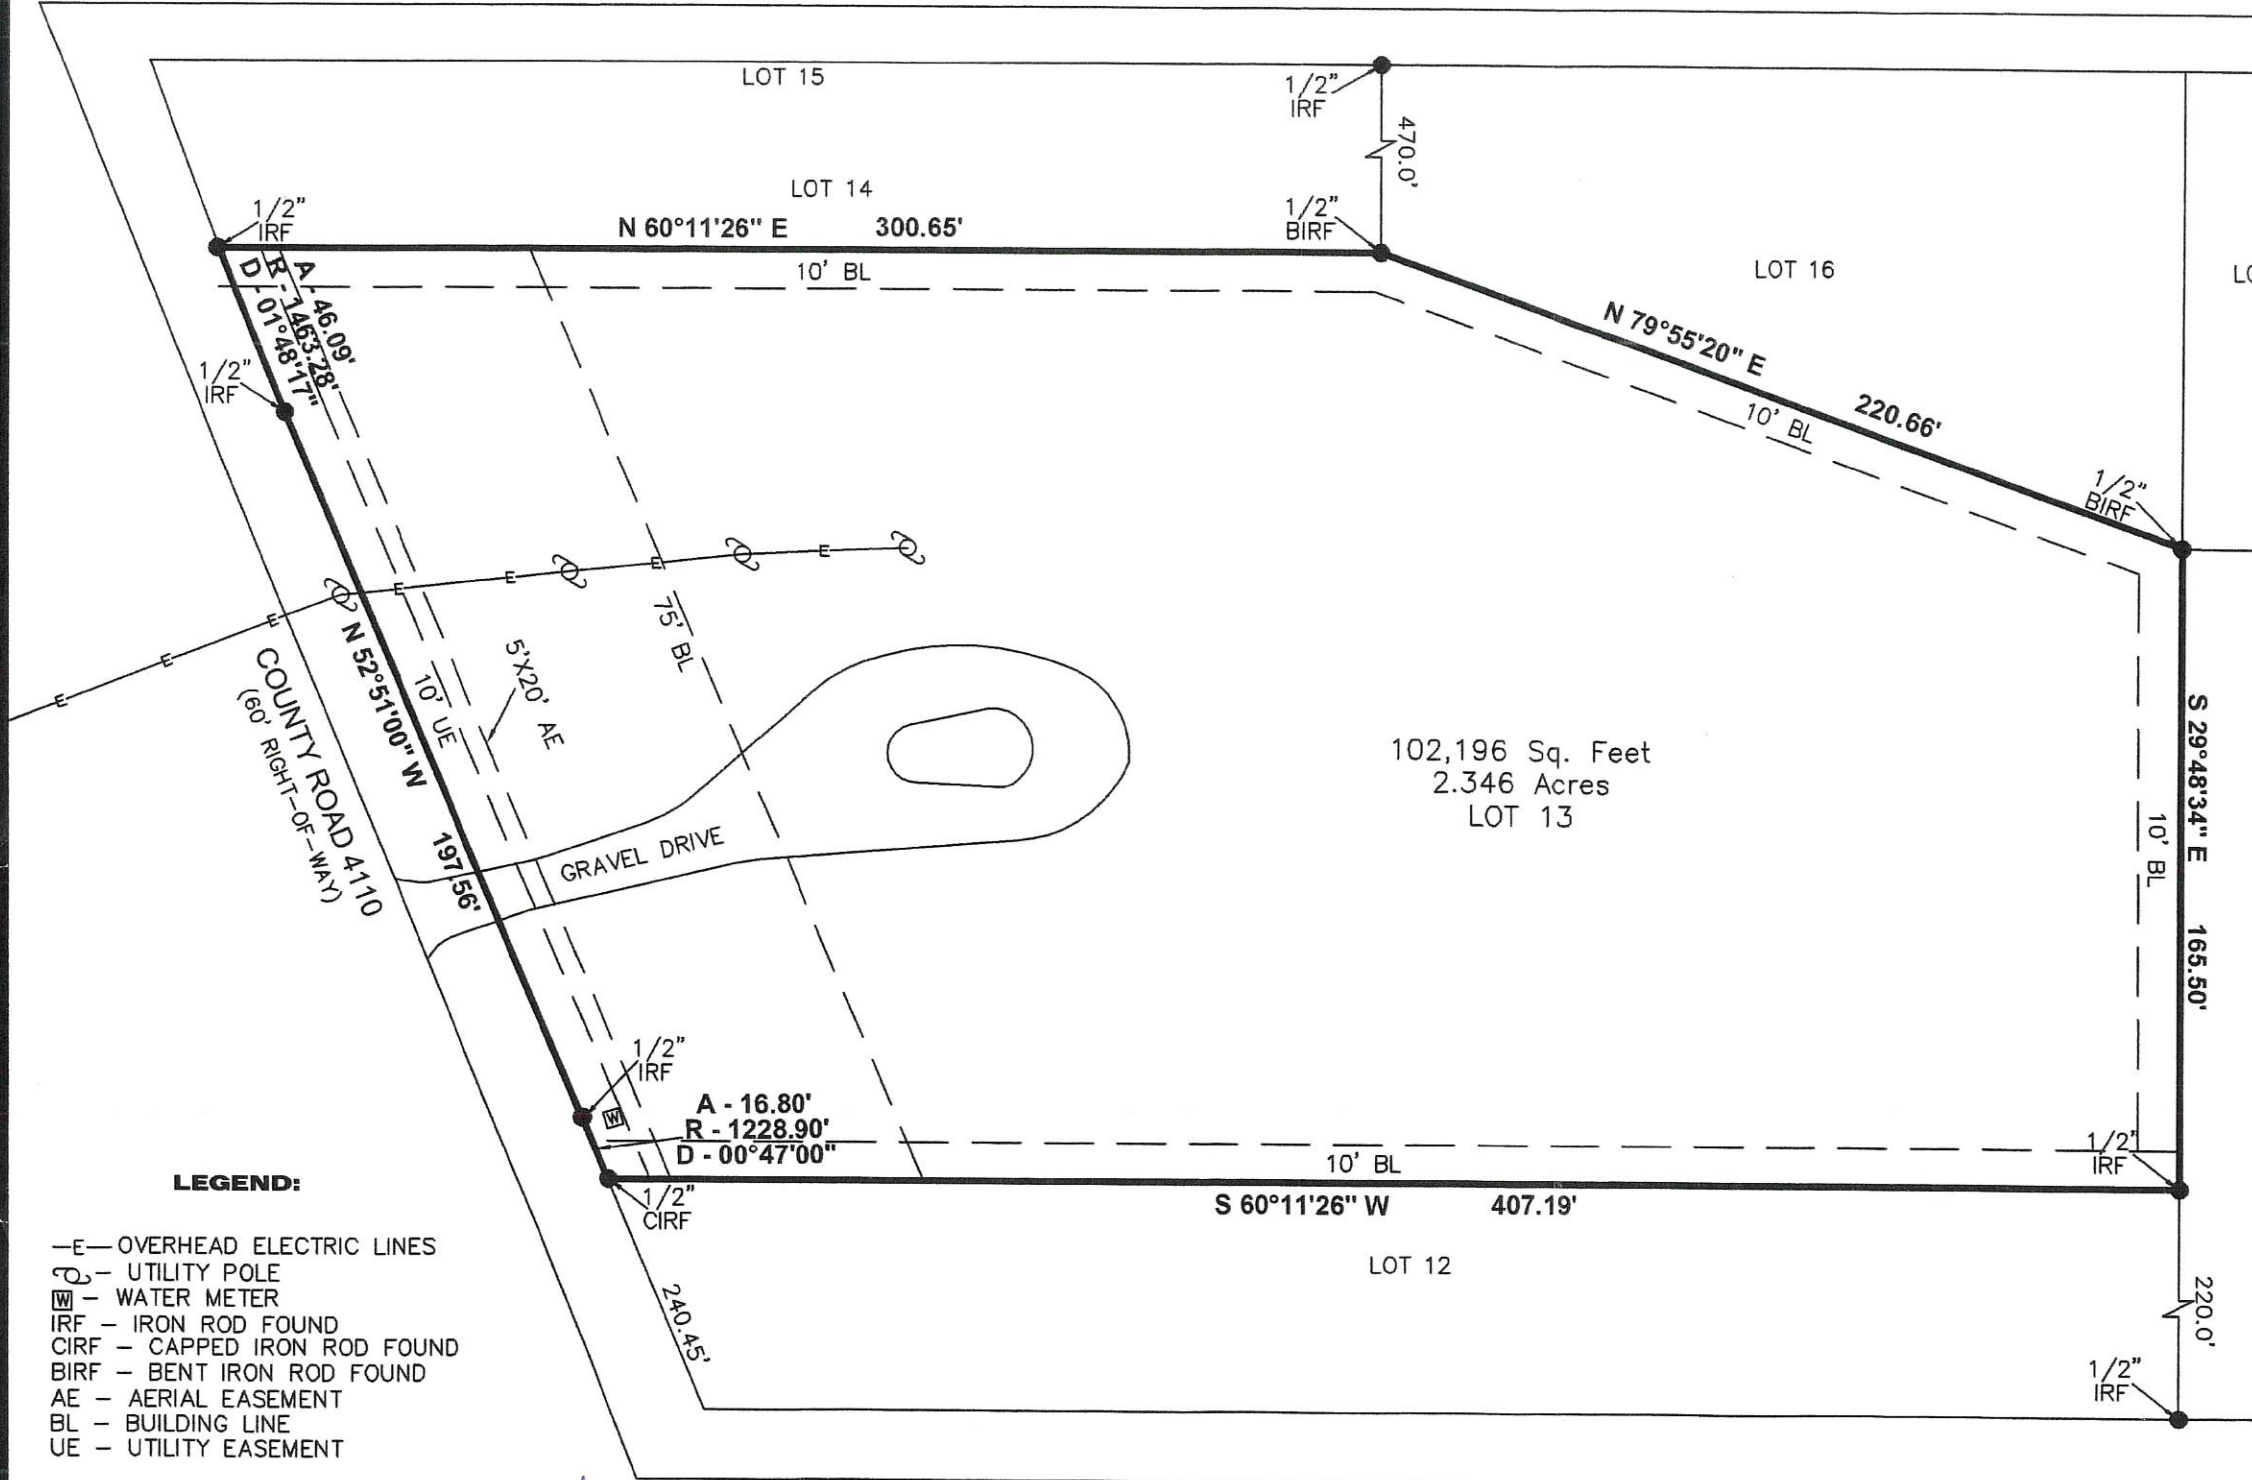 LOT 15
1/2"
IRF
470.0'
LOT 14
1/2"
IRF
N 60°11'26" E 300.65'
1/2"
BIRF
10' BL
LOT 16
A - 46.09'
R - 1463.28'
D - 01°48'17"
1/2"
IRF
N 79°55'20" E 220.66'
10' BL
1/2"
BIRF
E
E
E
E
E
E
E
75' BL
5'X20' AE
10' UE
N 52°51'00" W 197.56'
COUNTY ROAD 4110
(60' RIGHT-OF-WAY)
GRAVEL DRIVE
102,196 Sq. Feet
2.346 Acres
LOT 13
S 29°48'34" E 165.50'
10' BL
1/2"
IRF
W
A - 16.80'
R - 1228.90'
D - 00°47'00"
1/2"
IRF
10' BL
1/2"
CIRF
S 60°11'26" W 407.19'
LOT 12
240.45'
220.0'
1/2"
IRF
LEGEND:
—E— OVERHEAD ELECTRIC LINES
– UTILITY POLE
W – WATER METER
IRF – IRON ROD FOUND
CIRF – CAPPED IRON ROD FOUND
BIRF – BENT IRON ROD FOUND
AE – AERIAL EASEMENT
BL – BUILDING LINE
UE – UTILITY EASEMENT